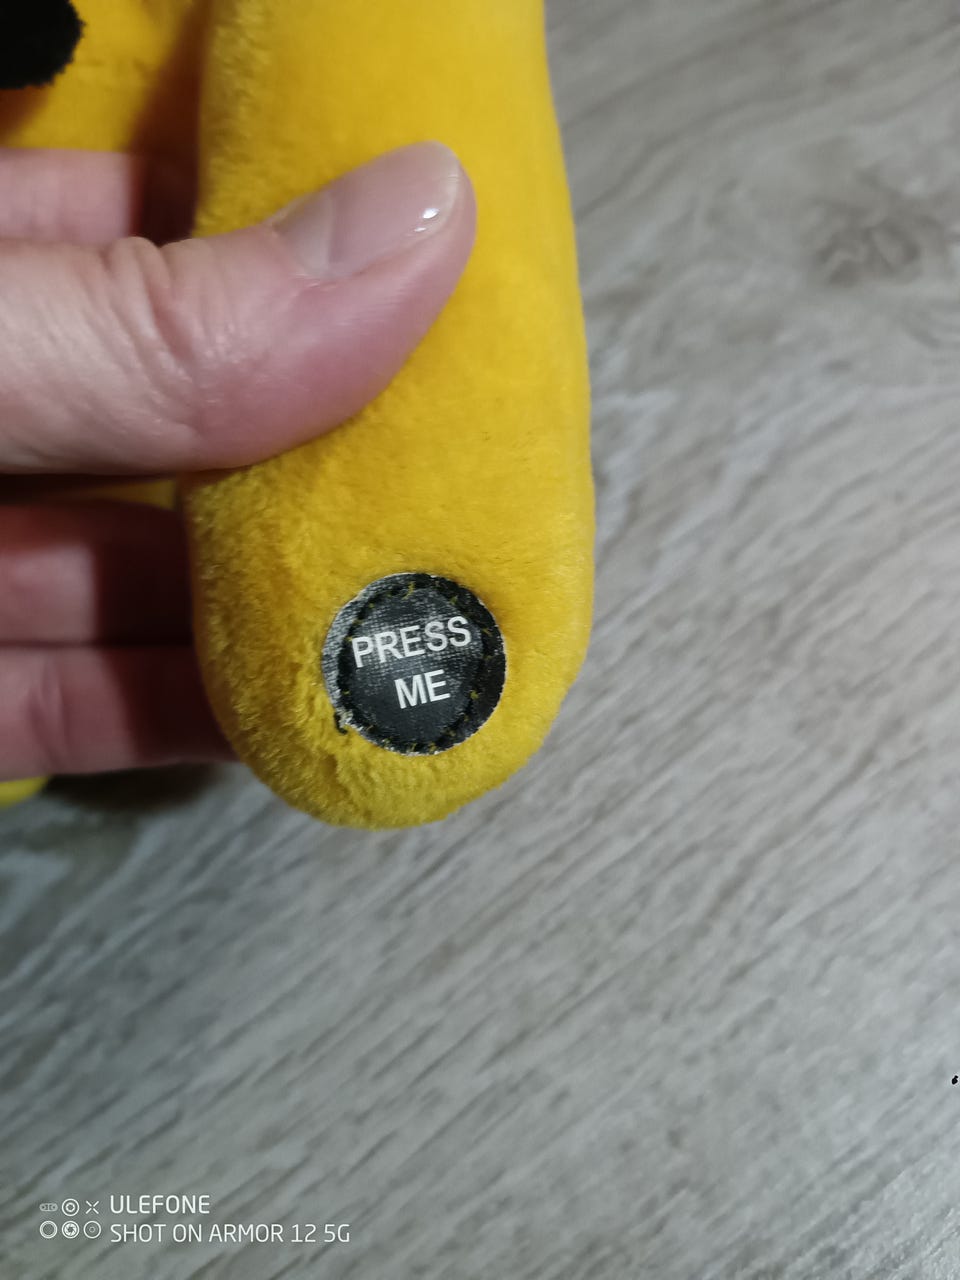 PRESS
ME
ULEFONE
SHOT ON ARMOR 12 5G